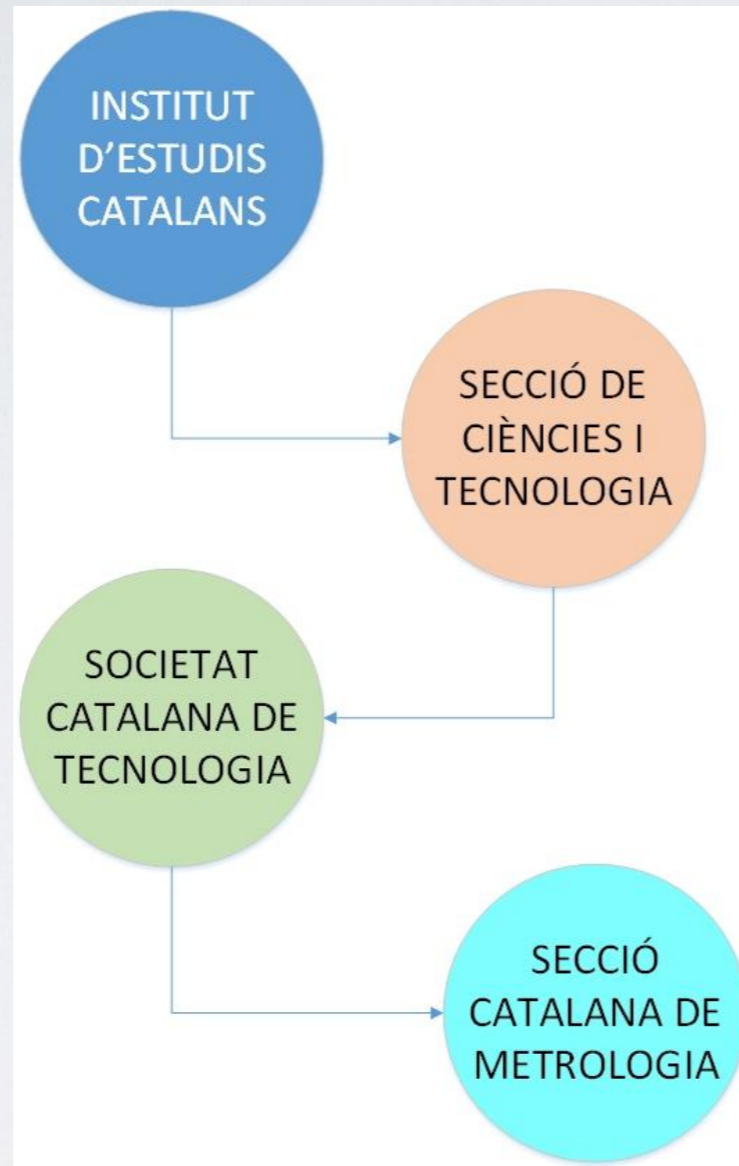 INSTITUT
D’ESTUDIS
CATALANS
SECCIÓ DE
CIÈNCIES I
TECNOLOGIA
SOCIETAT
CATALANA DE
TECNOLOGIA
SECCIÓ
CATALANA DE
METROLOGIA